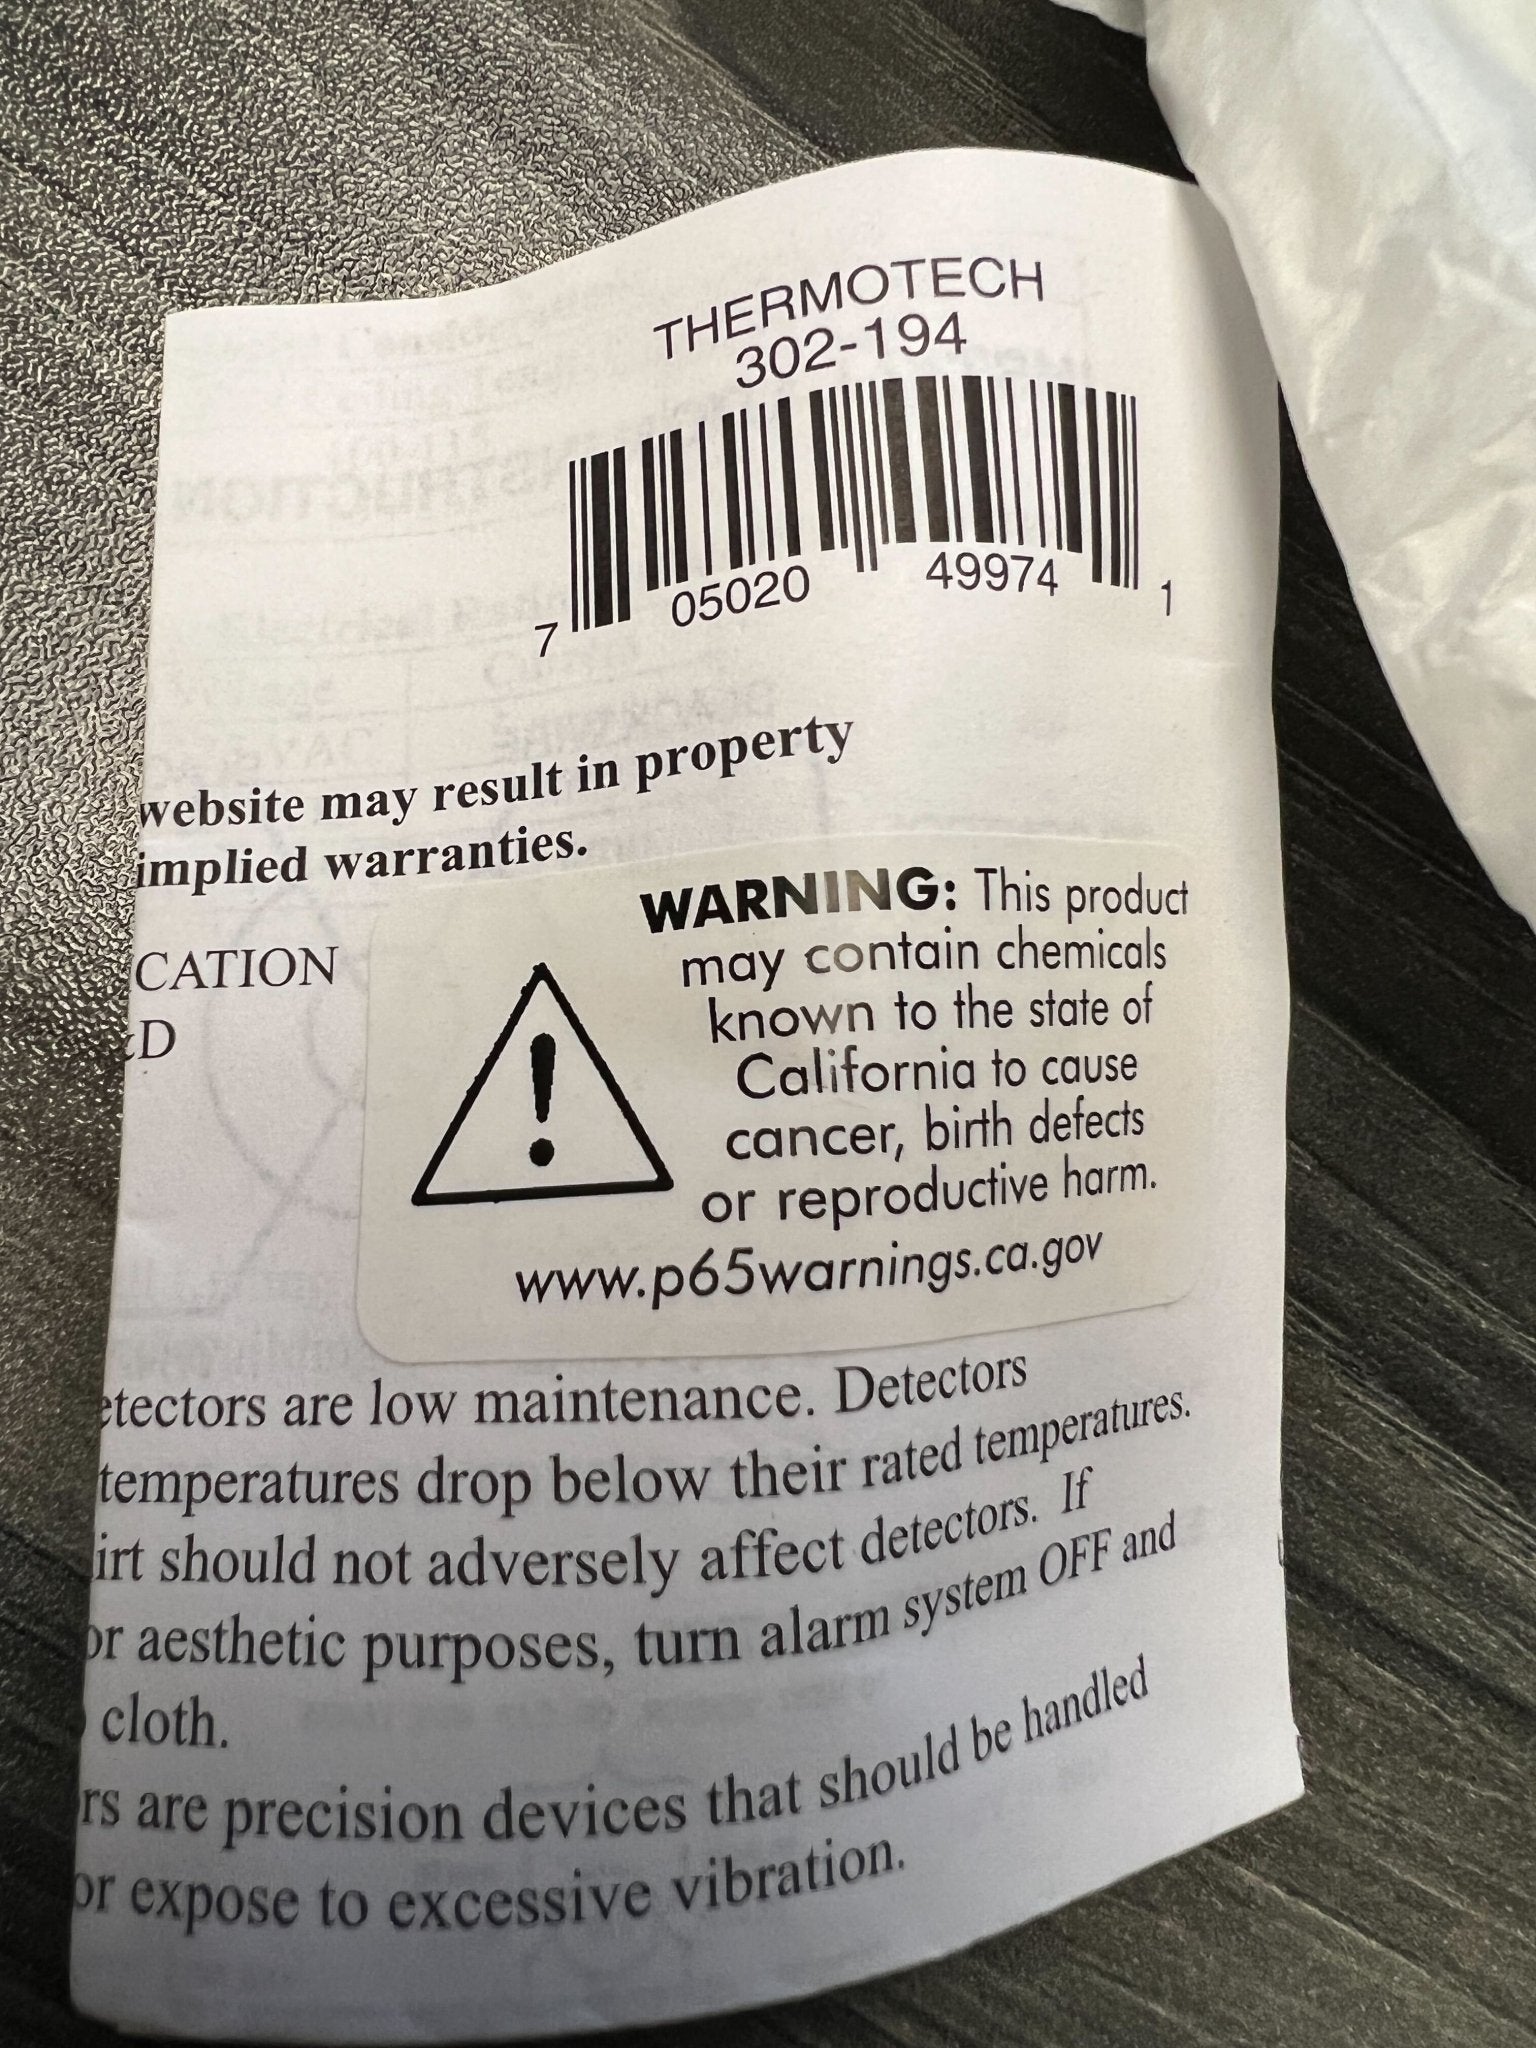 THERMOTECH
302-194
7 05020 49974 1
website may result in property
implied warranties.
WARNING: This product
may contain chemicals
known to the state of
California to cause
cancer, birth defects
or reproductive harm.
www.p65warnings.ca.gov
CATION
D
etectors are low maintenance. Detectors
temperatures drop below their rated temperatures.
irt should not adversely affect detectors. If
or aesthetic purposes, turn alarm system OFF and
cloth.
rs are precision devices that should be handled
or expose to excessive vibration.